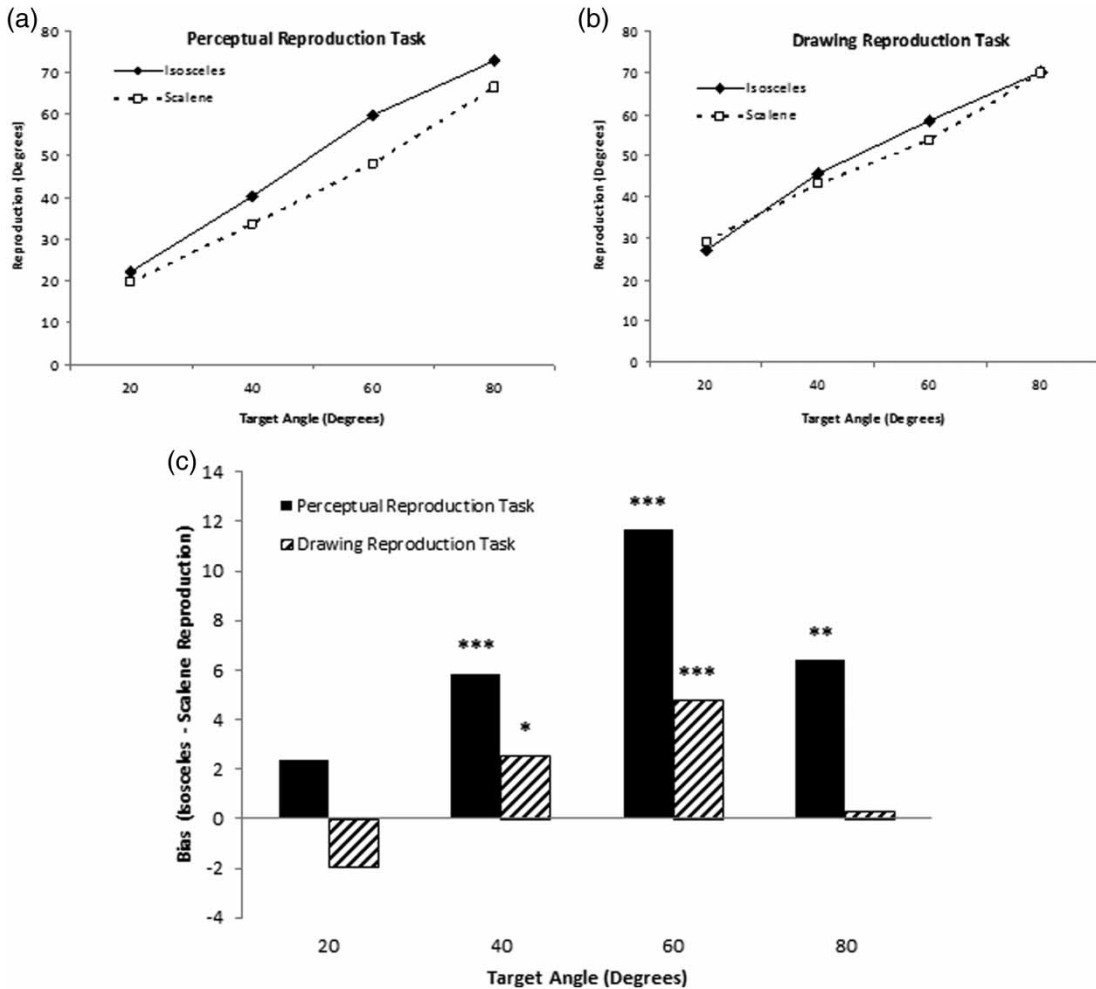 (a)
Perceptual Reproduction Task
Isosceles
Scalene
Reproduction (Degrees)
80
70
60
50
40
30
20
10
0
20 40 60 80
Target Angle (Degrees)
(b)
Drawing Reproduction Task
Isosceles
Scalene
Reproduction (Degrees)
80
70
60
50
40
30
20
10
0
20 40 60 80
Target Angle (Degrees)
(c)
Perceptual Reproduction Task
Drawing Reproduction Task
Bias (Isosceles - Scalene Reproduction)
14
12
10
8
6
4
2
0
-2
-4
***
*
***
***
**
20 40 60 80
Target Angle (Degrees)